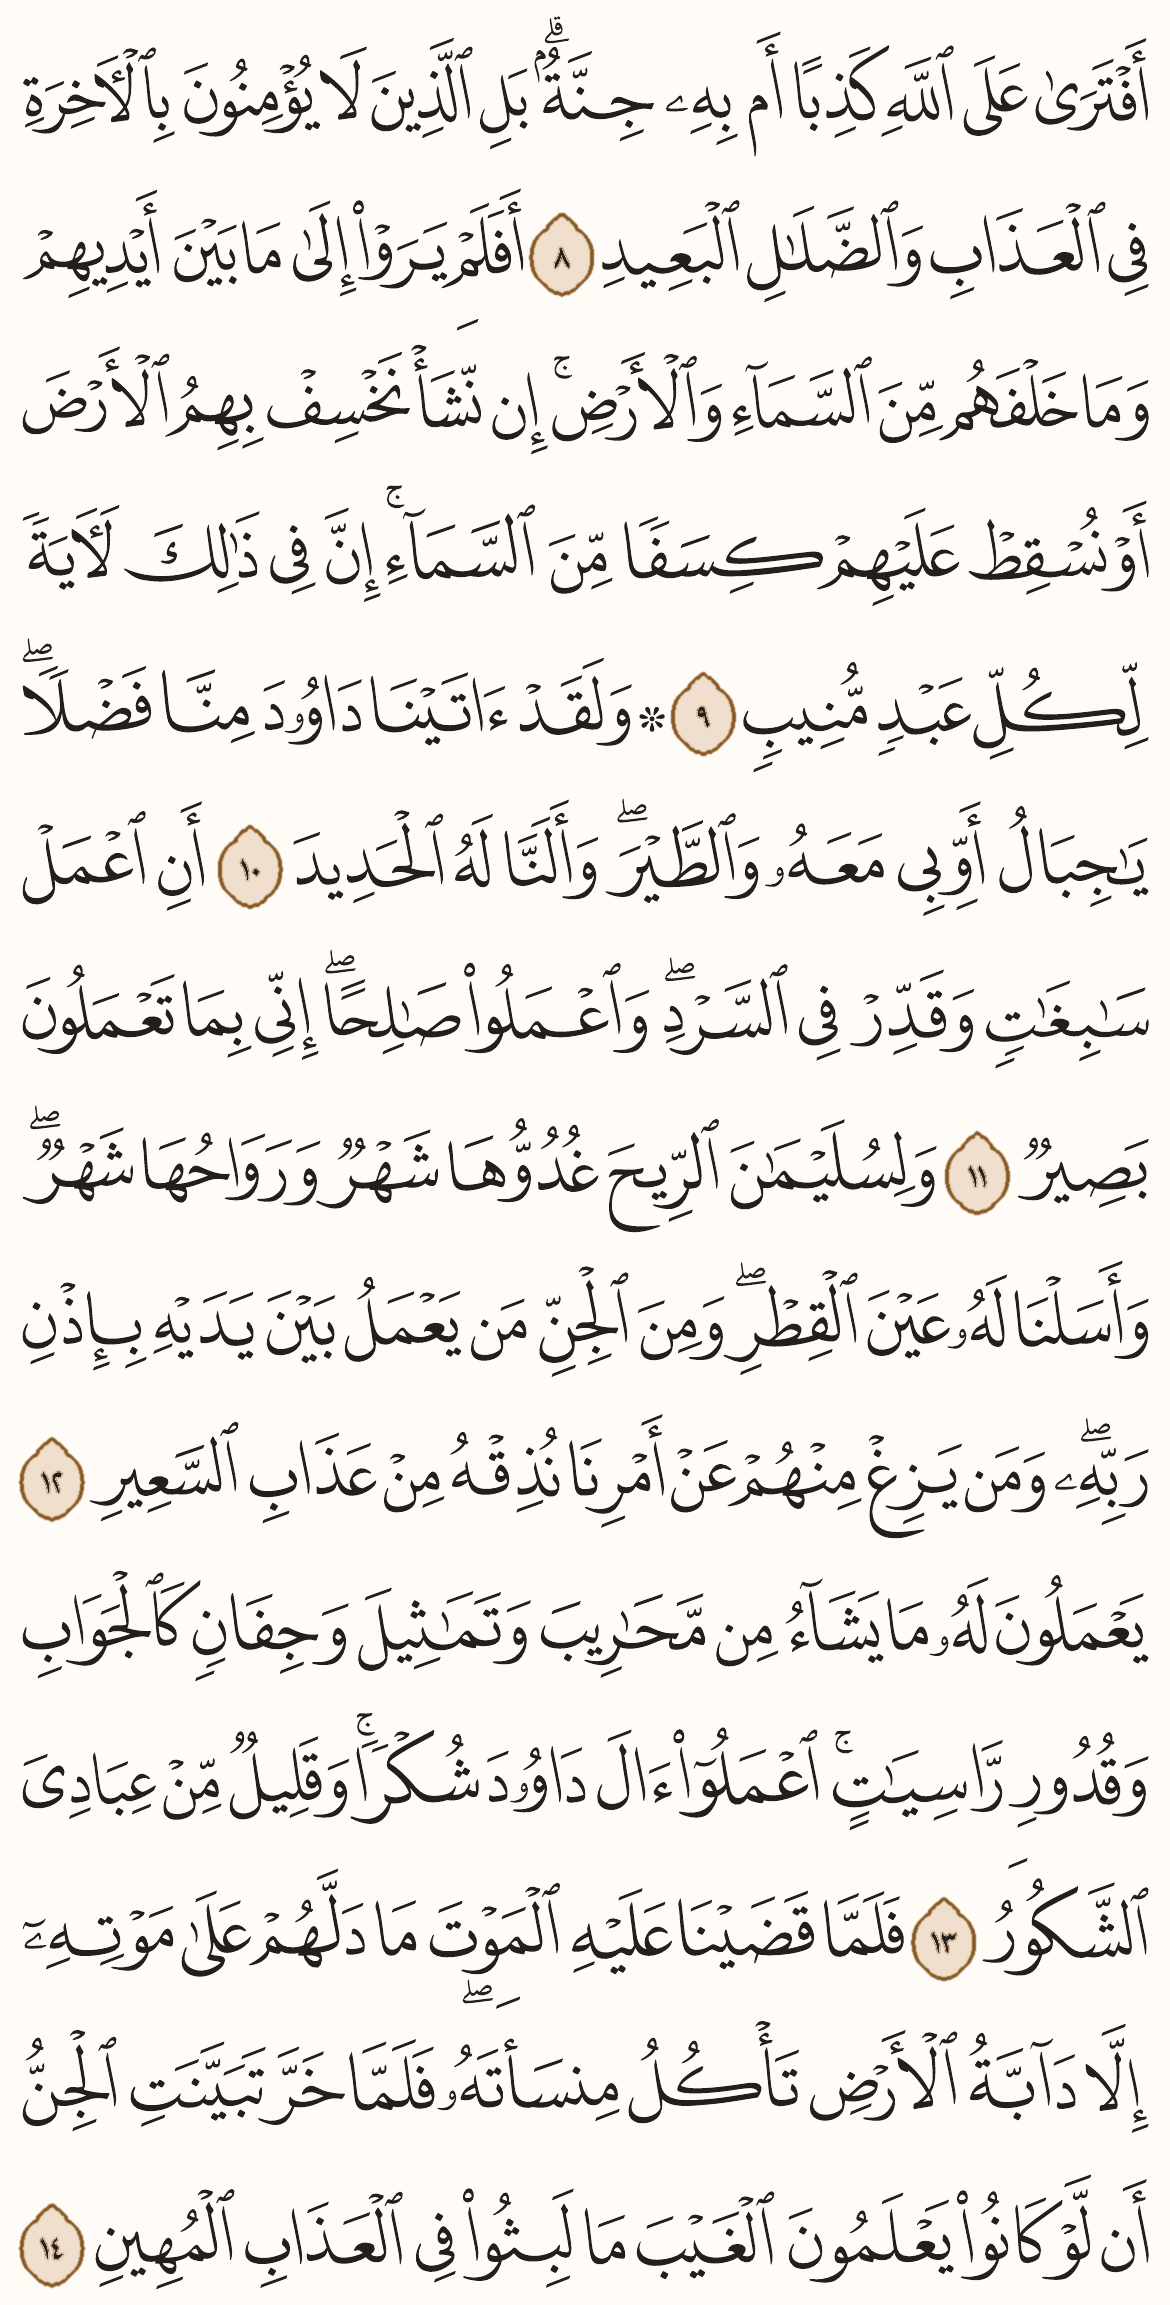 أَفۡتَرَىٰ عَلَى ٱللَّهِ كَذِبًا أَم بِهِۦ جِنَّةُۢۗ بَلِ ٱلَّذِينَ لَا يُؤۡمِنُونَ بِٱلۡأٓخِرَةِ
فِي ٱلۡعَذَابِ وَٱلضَّلَٰلِ ٱلۡبَعِيدِ ٨ أَفَلَمۡ يَرَوۡاْ إِلَىٰ مَا بَيۡنَ أَيۡدِيهِمۡ
وَمَا خَلۡفَهُم مِّنَ ٱلسَّمَآءِ وَٱلۡأَرۡضِۚ إِن نَّشَأۡ نَخۡسِفۡ بِهِمُ ٱلۡأَرۡضَ
أَوۡ نُسۡقِطۡ عَلَيۡهِمۡ كِسَفٗا مِّنَ ٱلسَّمَآءِۚ إِنَّ فِي ذَٰلِكَ لَأٓيَةٗ
لِّكُلِّ عَبۡدٖ مُّنِيبٖ ٩ ۞ وَلَقَدۡ ءَاتَيۡنَا دَاوُۥدَ مِنَّا فَضۡلٗاۖ
يَٰجِبَالُ أَوِّبِي مَعَهُۥ وَٱلطَّيۡرَۖ وَأَلَنَّا لَهُ ٱلۡحَدِيدَ ١٠ أَنِ ٱعۡمَلۡ
سَٰبِغَٰتٖ وَقَدِّرۡ فِي ٱلسَّرۡدِۖ وَٱعۡمَلُواْ صَٰلِحًاۖ إِنِّي بِمَا تَعۡمَلُونَ
بَصِيرٞ ١١ وَلِسُلَيۡمَٰنَ ٱلرِّيحَ غُدُوُّهَا شَهۡرٞ وَرَوَاحُهَا شَهۡرٞۖ
وَأَسَلۡنَا لَهُۥ عَيۡنَ ٱلۡقِطۡرِۖ وَمِنَ ٱلۡجِنِّ مَن يَعۡمَلُ بَيۡنَ يَدَيۡهِ بِإِذۡنِ
رَبِّهِۦۖ وَمَن يَزِغۡ مِنۡهُمۡ عَنۡ أَمۡرِنَا نُذِقۡهُ مِنۡ عَذَابِ ٱلسَّعِيرِ ١٢
يَعۡمَلُونَ لَهُۥ مَا يَشَآءُ مِن مَّحَٰرِيبَ وَتَمَٰثِيلَ وَجِفَانٖ كَٱلۡجَوَابِ
وَقُدُورٖ رَّاسِيَٰتٍۚ ٱعۡمَلُوٓاْ ءَالَ دَاوُۥدَ شُكۡرٗاۚ وَقَلِيلٞ مِّنۡ عِبَادِيَ
ٱلشَّكُورُ ١٣ فَلَمَّا قَضَيۡنَا عَلَيۡهِ ٱلۡمَوۡتَ مَا دَلَّهُمۡ عَلَىٰ مَوۡتِهِۦٓ
إِلَّا دَآبَّةُ ٱلۡأَرۡضِ تَأۡكُلُ مِنسَأَتَهُۥۖ فَلَمَّا خَرَّ تَبَيَّنَتِ ٱلۡجِنُّ
أَن لَّوۡ كَانُواْ يَعۡلَمُونَ ٱلۡغَيۡبَ مَا لَبِثُواْ فِي ٱلۡعَذَابِ ٱلۡمُهِينِ ١٤